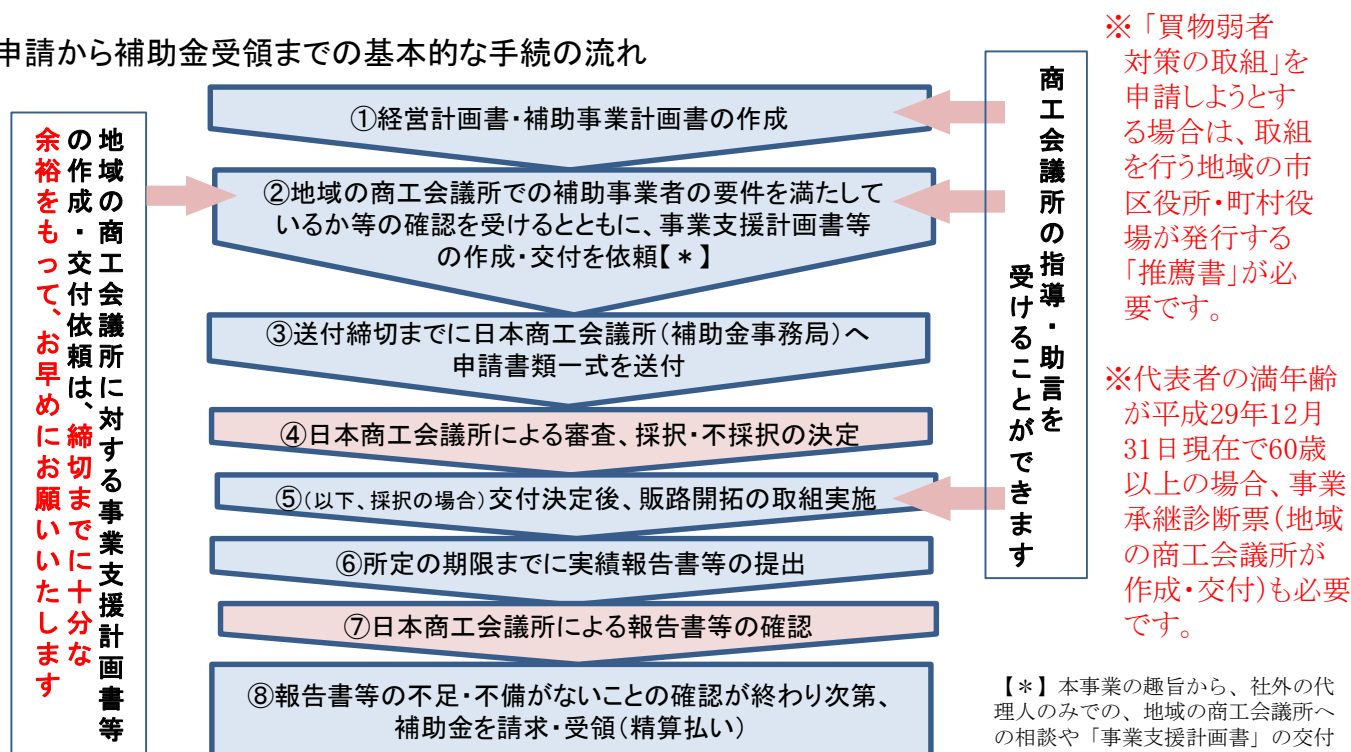 申請から補助金受領までの基本的な手続の流れ
地域の商工会議所に対する事業支援計画書等
の作成・交付依頼は、締切までに十分な
余裕をもって、お早めにお願いいたします
①経営計画書・補助事業計画書の作成
②地域の商工会議所での補助事業者の要件を満たして
いるか等の確認を受けるとともに、事業支援計画書等
の作成・交付を依頼【*】
③送付締切までに日本商工会議所(補助金事務局)へ
申請書類一式を送付
④日本商工会議所による審査、採択・不採択の決定
⑤(以下、採択の場合)交付決定後、販路開拓の取組実施
⑥所定の期限までに実績報告書等の提出
⑦日本商工会議所による報告書等の確認
⑧報告書等の不足・不備がないことの確認が終わり次第、
補助金を請求・受領(精算払い)
商工会議所の指導・助言を
受けることができます
※「買物弱者
対策の取組」を
申請しようとす
る場合は、取組
を行う地域の市
区役所・町村役
場が発行する
「推薦書」が必
要です。
※代表者の満年齢
が平成29年12月
31日現在で60歳
以上の場合、事業
承継診断票(地域
の商工会議所が
作成・交付)も必要
です。
【*】本事業の趣旨から、社外の代
理人のみでの、地域の商工会議所へ
の相談や「事業支援計画書」の交付